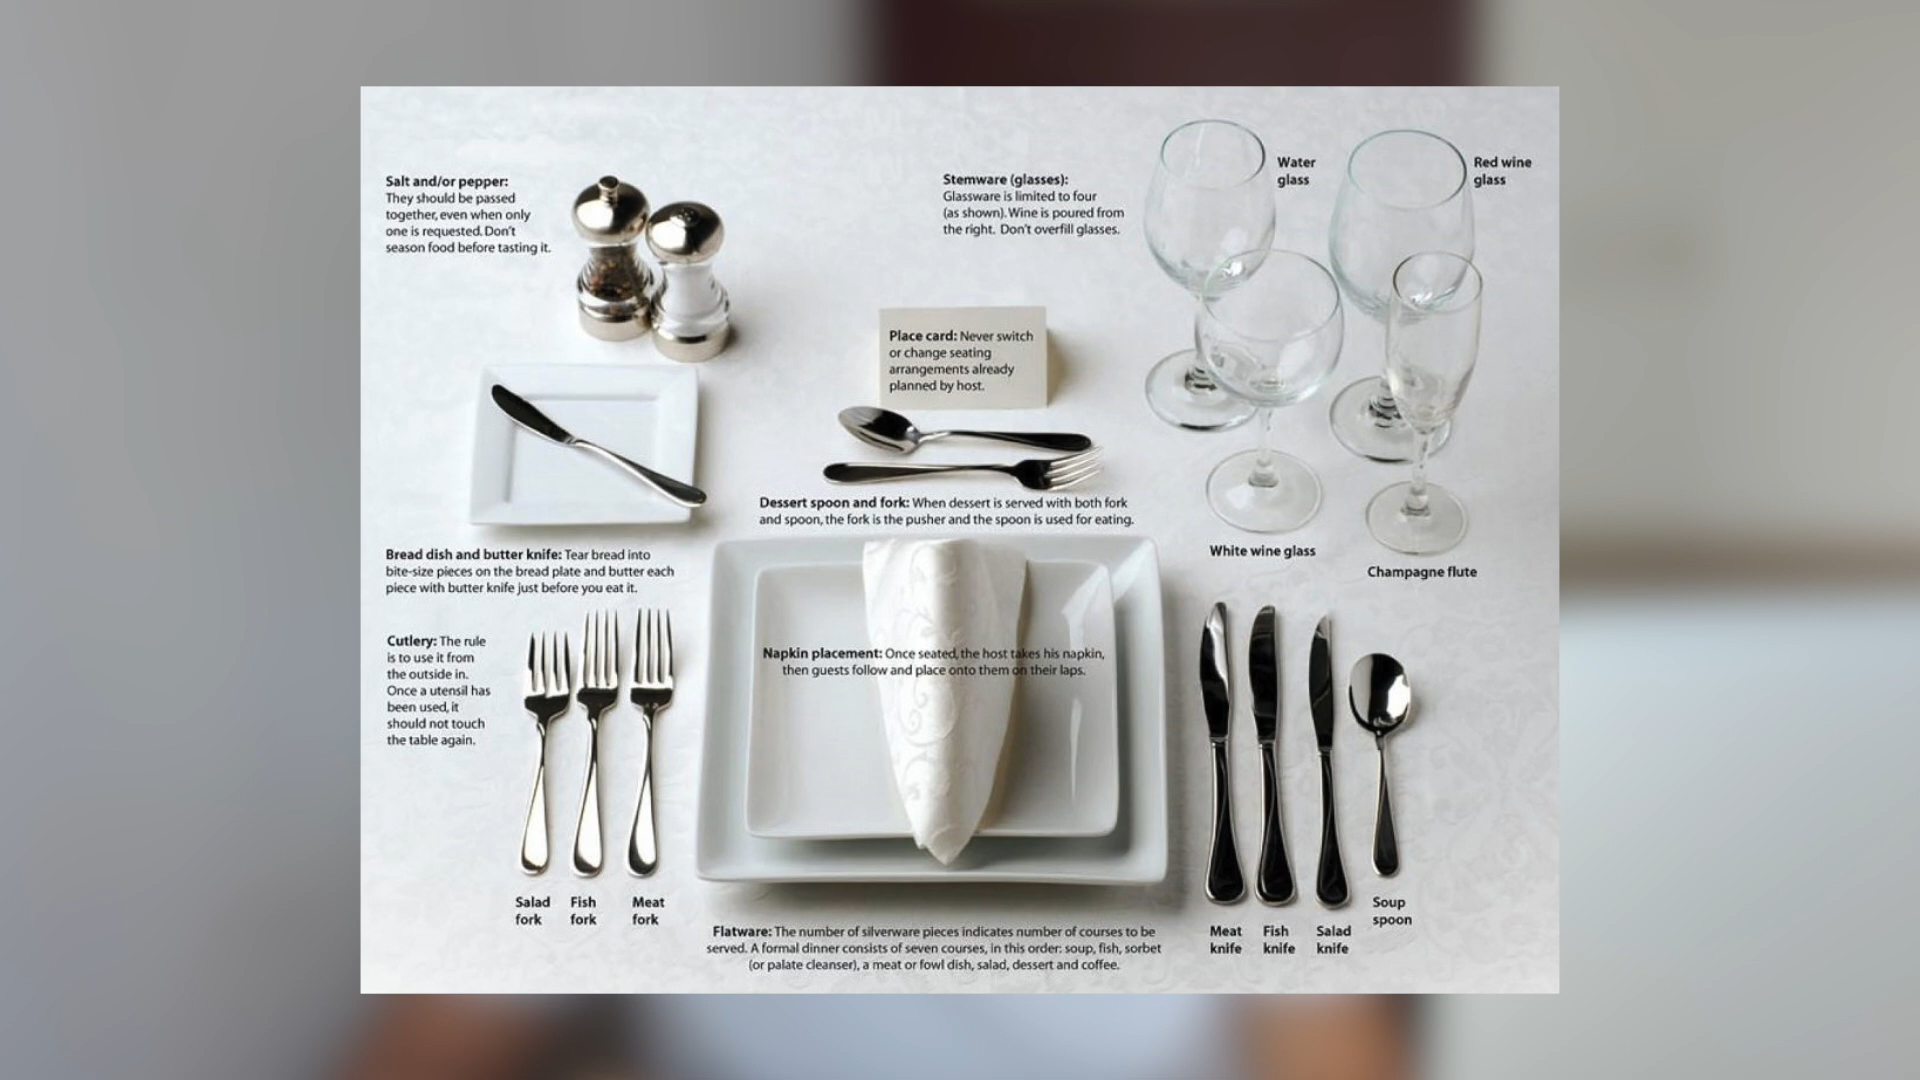 Salt and/or pepper:
They should be passed
together, even when only
one is requested. Don't
season food before tasting it.
Stemware (glasses):
Glassware is limited to four
(as shown). Wine is poured from
the right. Don't overfill glasses.
Water
glass
Red wine
glass
Place card: Never switch
or change seating
arrangements already
planned by host.
Dessert spoon and fork: When dessert is served with both fork
and spoon, the fork is the pusher and the spoon is used for eating.
White wine glass
Champagne flute
Bread dish and butter knife: Tear bread into
bite-size pieces on the bread plate and butter each
piece with butter knife just before you eat it.
Cutlery: The rule
is to use it from
the outside in.
Once a utensil has
been used, it
should not touch
the table again.
Napkin placement: Once seated, the host takes his napkin,
then guests follow and place onto them on their laps.
Salad
fork
Fish
fork
Meat
fork
Flatware: The number of silverware pieces indicates number of courses to be
served. A formal dinner consists of seven courses, in this order: soup, fish, sorbet
(or palate cleanser), a meat or fowl dish, salad, dessert and coffee.
Meat
knife
Fish
knife
Salad
knife
Soup
spoon